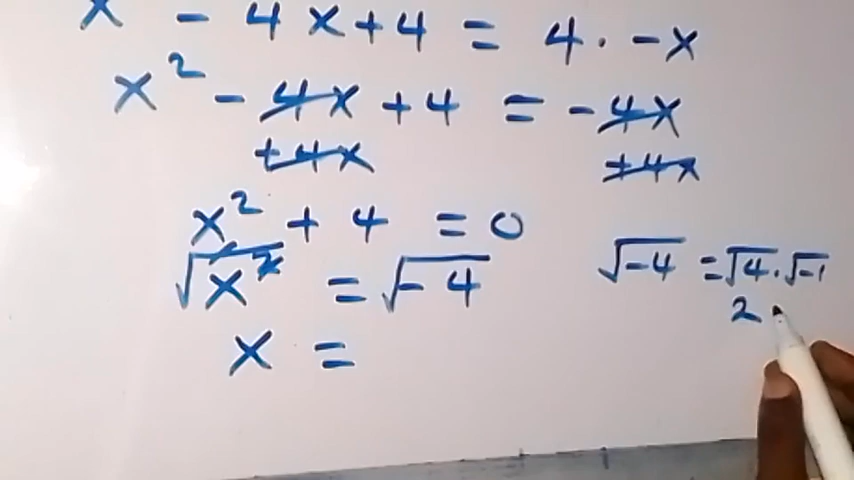 x - 4x + 4 = 4 · -x
x² - 4x + 4 = -4x
+4x +4x
x² + 4 = 0
√x² = √-4 √-4 = √4 · √-1
x = 2